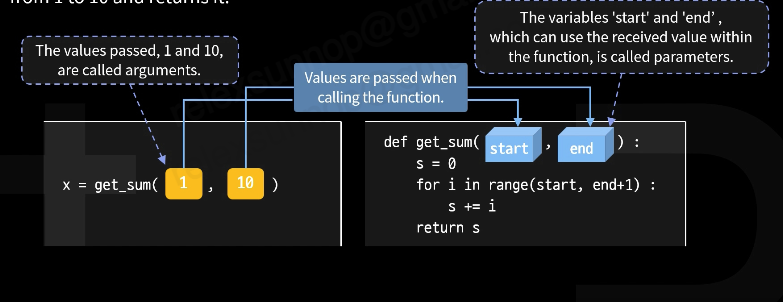 from 1 to 10 and returns it.
The values passed, 1 and 10,
are called arguments.
Values are passed when
calling the function.
The variables 'start' and 'end' ,
which can use the received value within
the function, is called parameters.
x = get_sum( 1 , 10 )
def get_sum( start , end ) :
s = 0
for i in range(start, end+1) :
s += i
return s